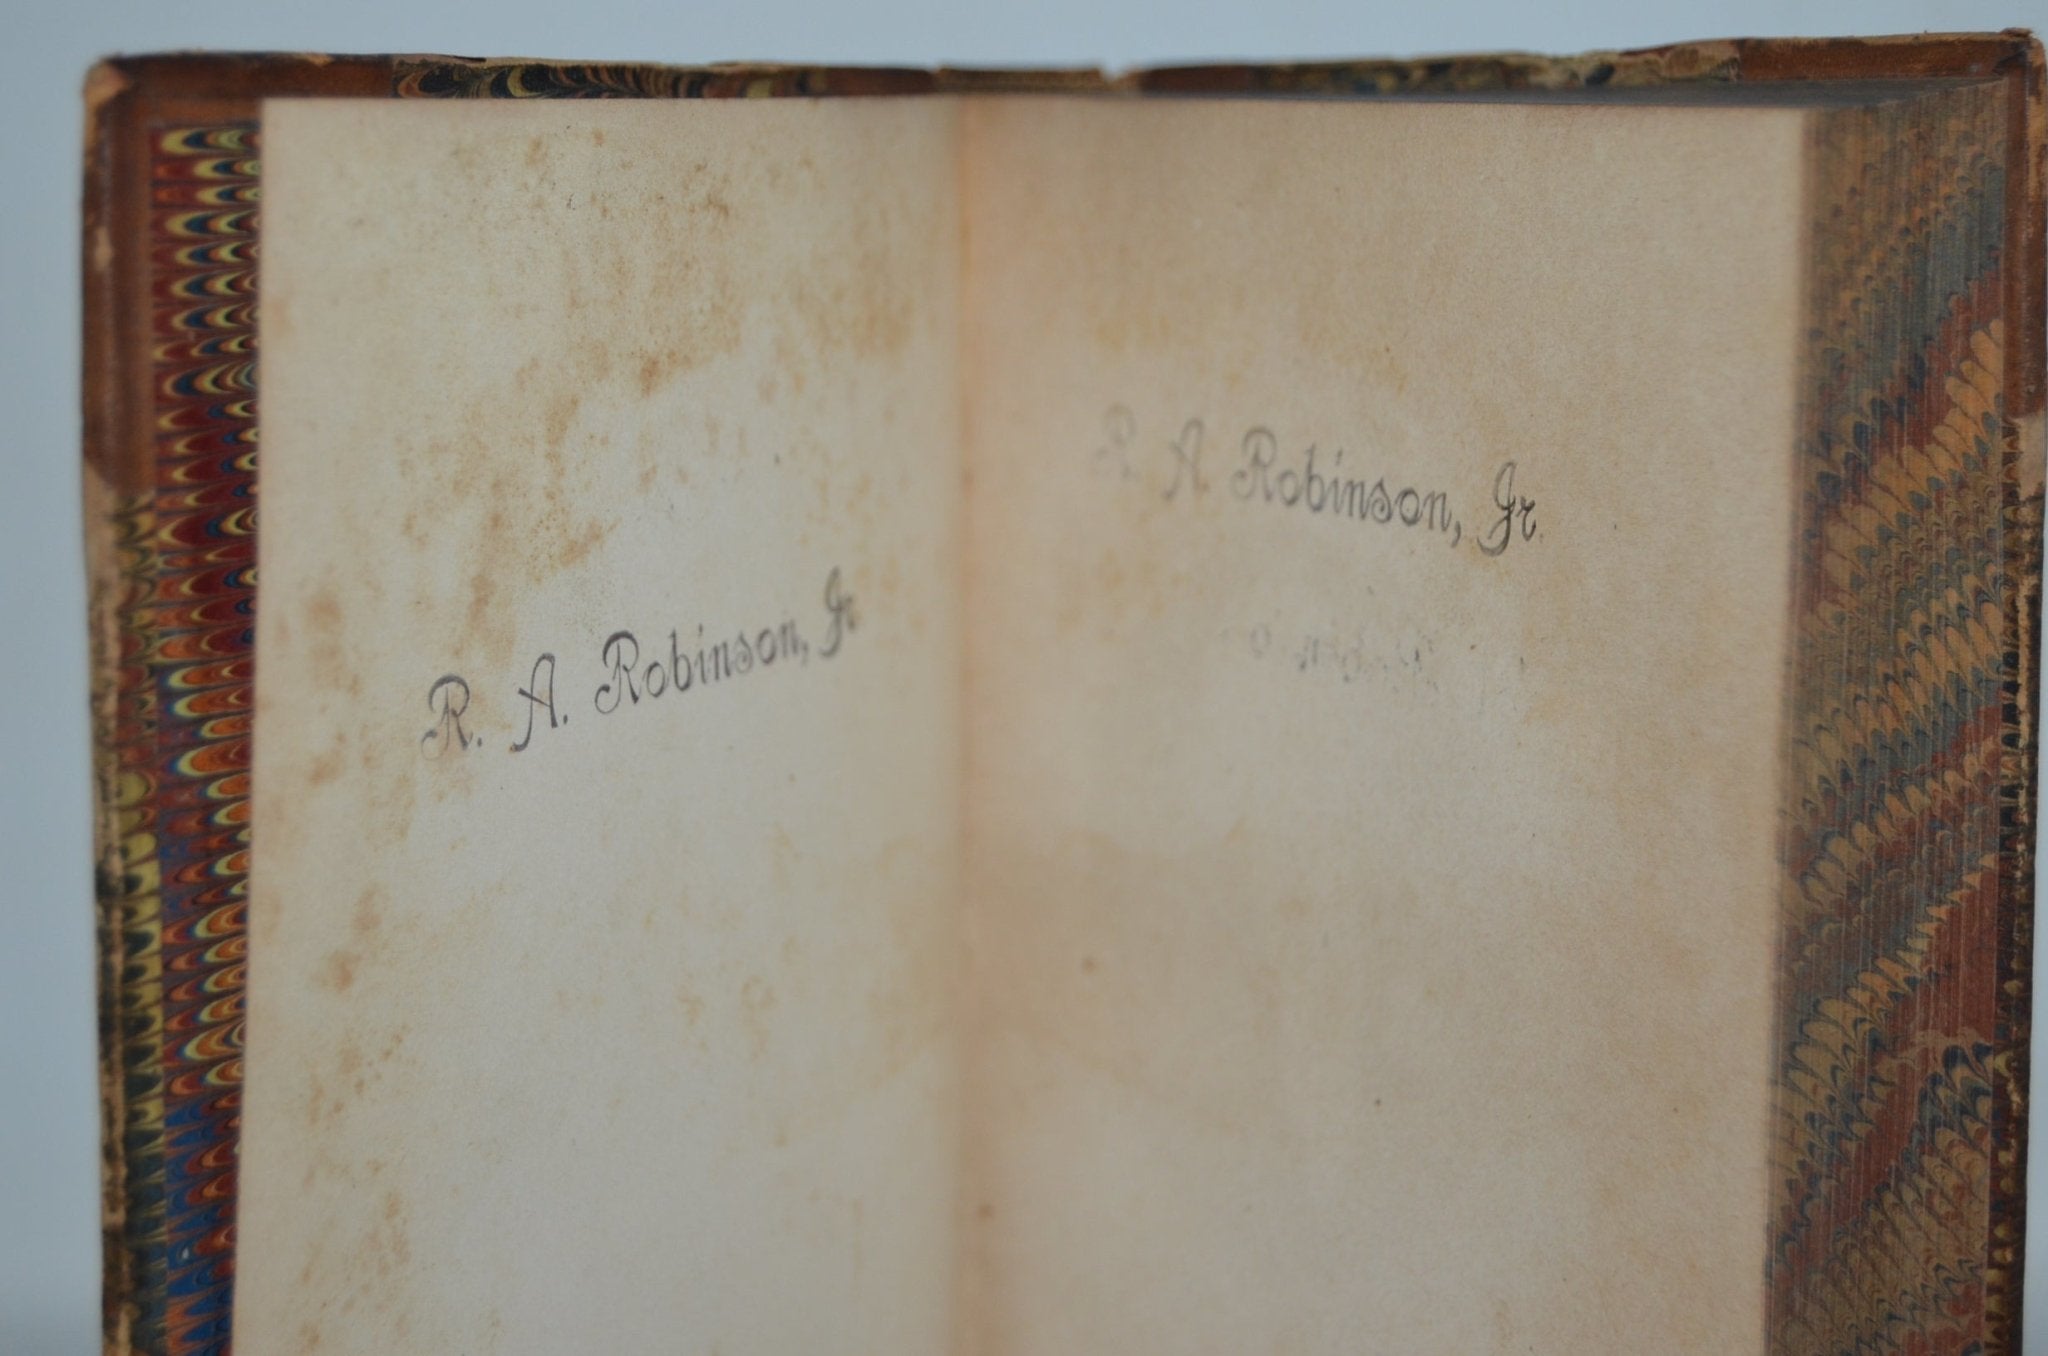 R. A. Robinson, Jr
R. A. Robinson, Jr.